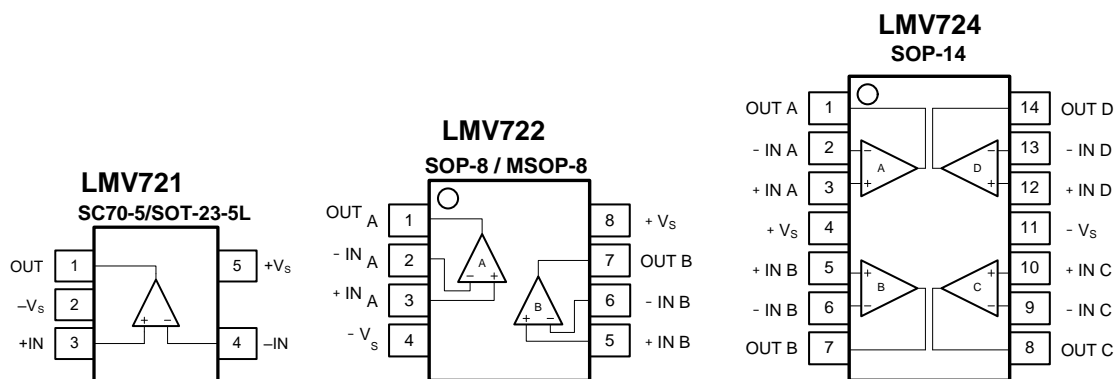 LMV721
SC70-5/SOT-23-5L
OUT 1
5 +VS
–VS 2
+IN 3
4 –IN
+ -
LMV722
SOP-8 / MSOP-8
OUT A 1
8 + VS
- IN A 2
7 OUT B
+ IN A 3
6 - IN B
- VS 4
5 + IN B
A
- +
B
+ -
LMV724
SOP-14
OUT A 1
14 OUT D
- IN A 2
13 - IN D
+ IN A 3
12 + IN D
+ VS 4
11 - VS
+ IN B 5
10 + IN C
- IN B 6
9 - IN C
OUT B 7
8 OUT C
- A +
- D +
+ B -
+ C -